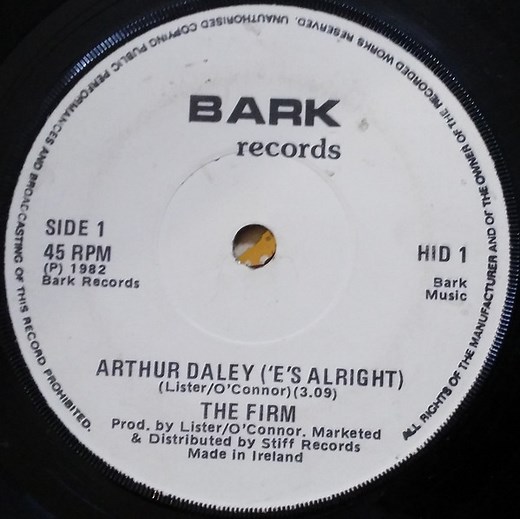 BARK
records
SIDE 1
45 RPM
(P) 1982
Bark Records
HID 1
Bark
Music
ARTHUR DALEY ('E'S ALRIGHT)
(Lister/O'Connor)(3.09)
THE FIRM
Prod. by Lister/O'Connor. Marketed
& Distributed by Stiff Records
Made in Ireland
ALL RIGHTS OF THE MANUFACTURER AND OF THE OWNER OF THE RECORDED WORKS RESERVED. UNAUTHORISED COPYING PUBLIC PERFORMANCES AND BROADCASTING OF THIS RECORD PROHIBITED.